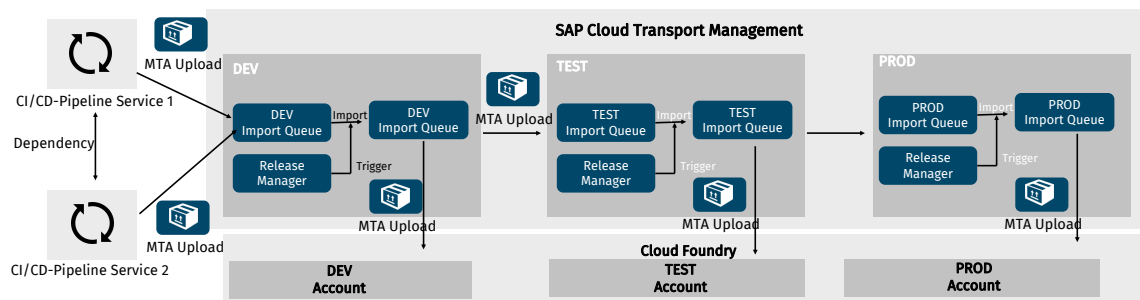 SAP Cloud Transport Management
MTA Upload
CI/CD-Pipeline Service 1
Dependency
MTA Upload
CI/CD-Pipeline Service 2
DEV
DEV
Import Queue
Import
DEV
Import Queue
Release
Manager
Trigger
MTA Upload
MTA Upload
TEST
TEST
Import Queue
Import
TEST
Import Queue
Release
Manager
Trigger
MTA Upload
PROD
PROD
Import Queue
Import
PROD
Import Queue
Release
Manager
Trigger
MTA Upload
Cloud Foundry
DEV
Account
TEST
Account
PROD
Account